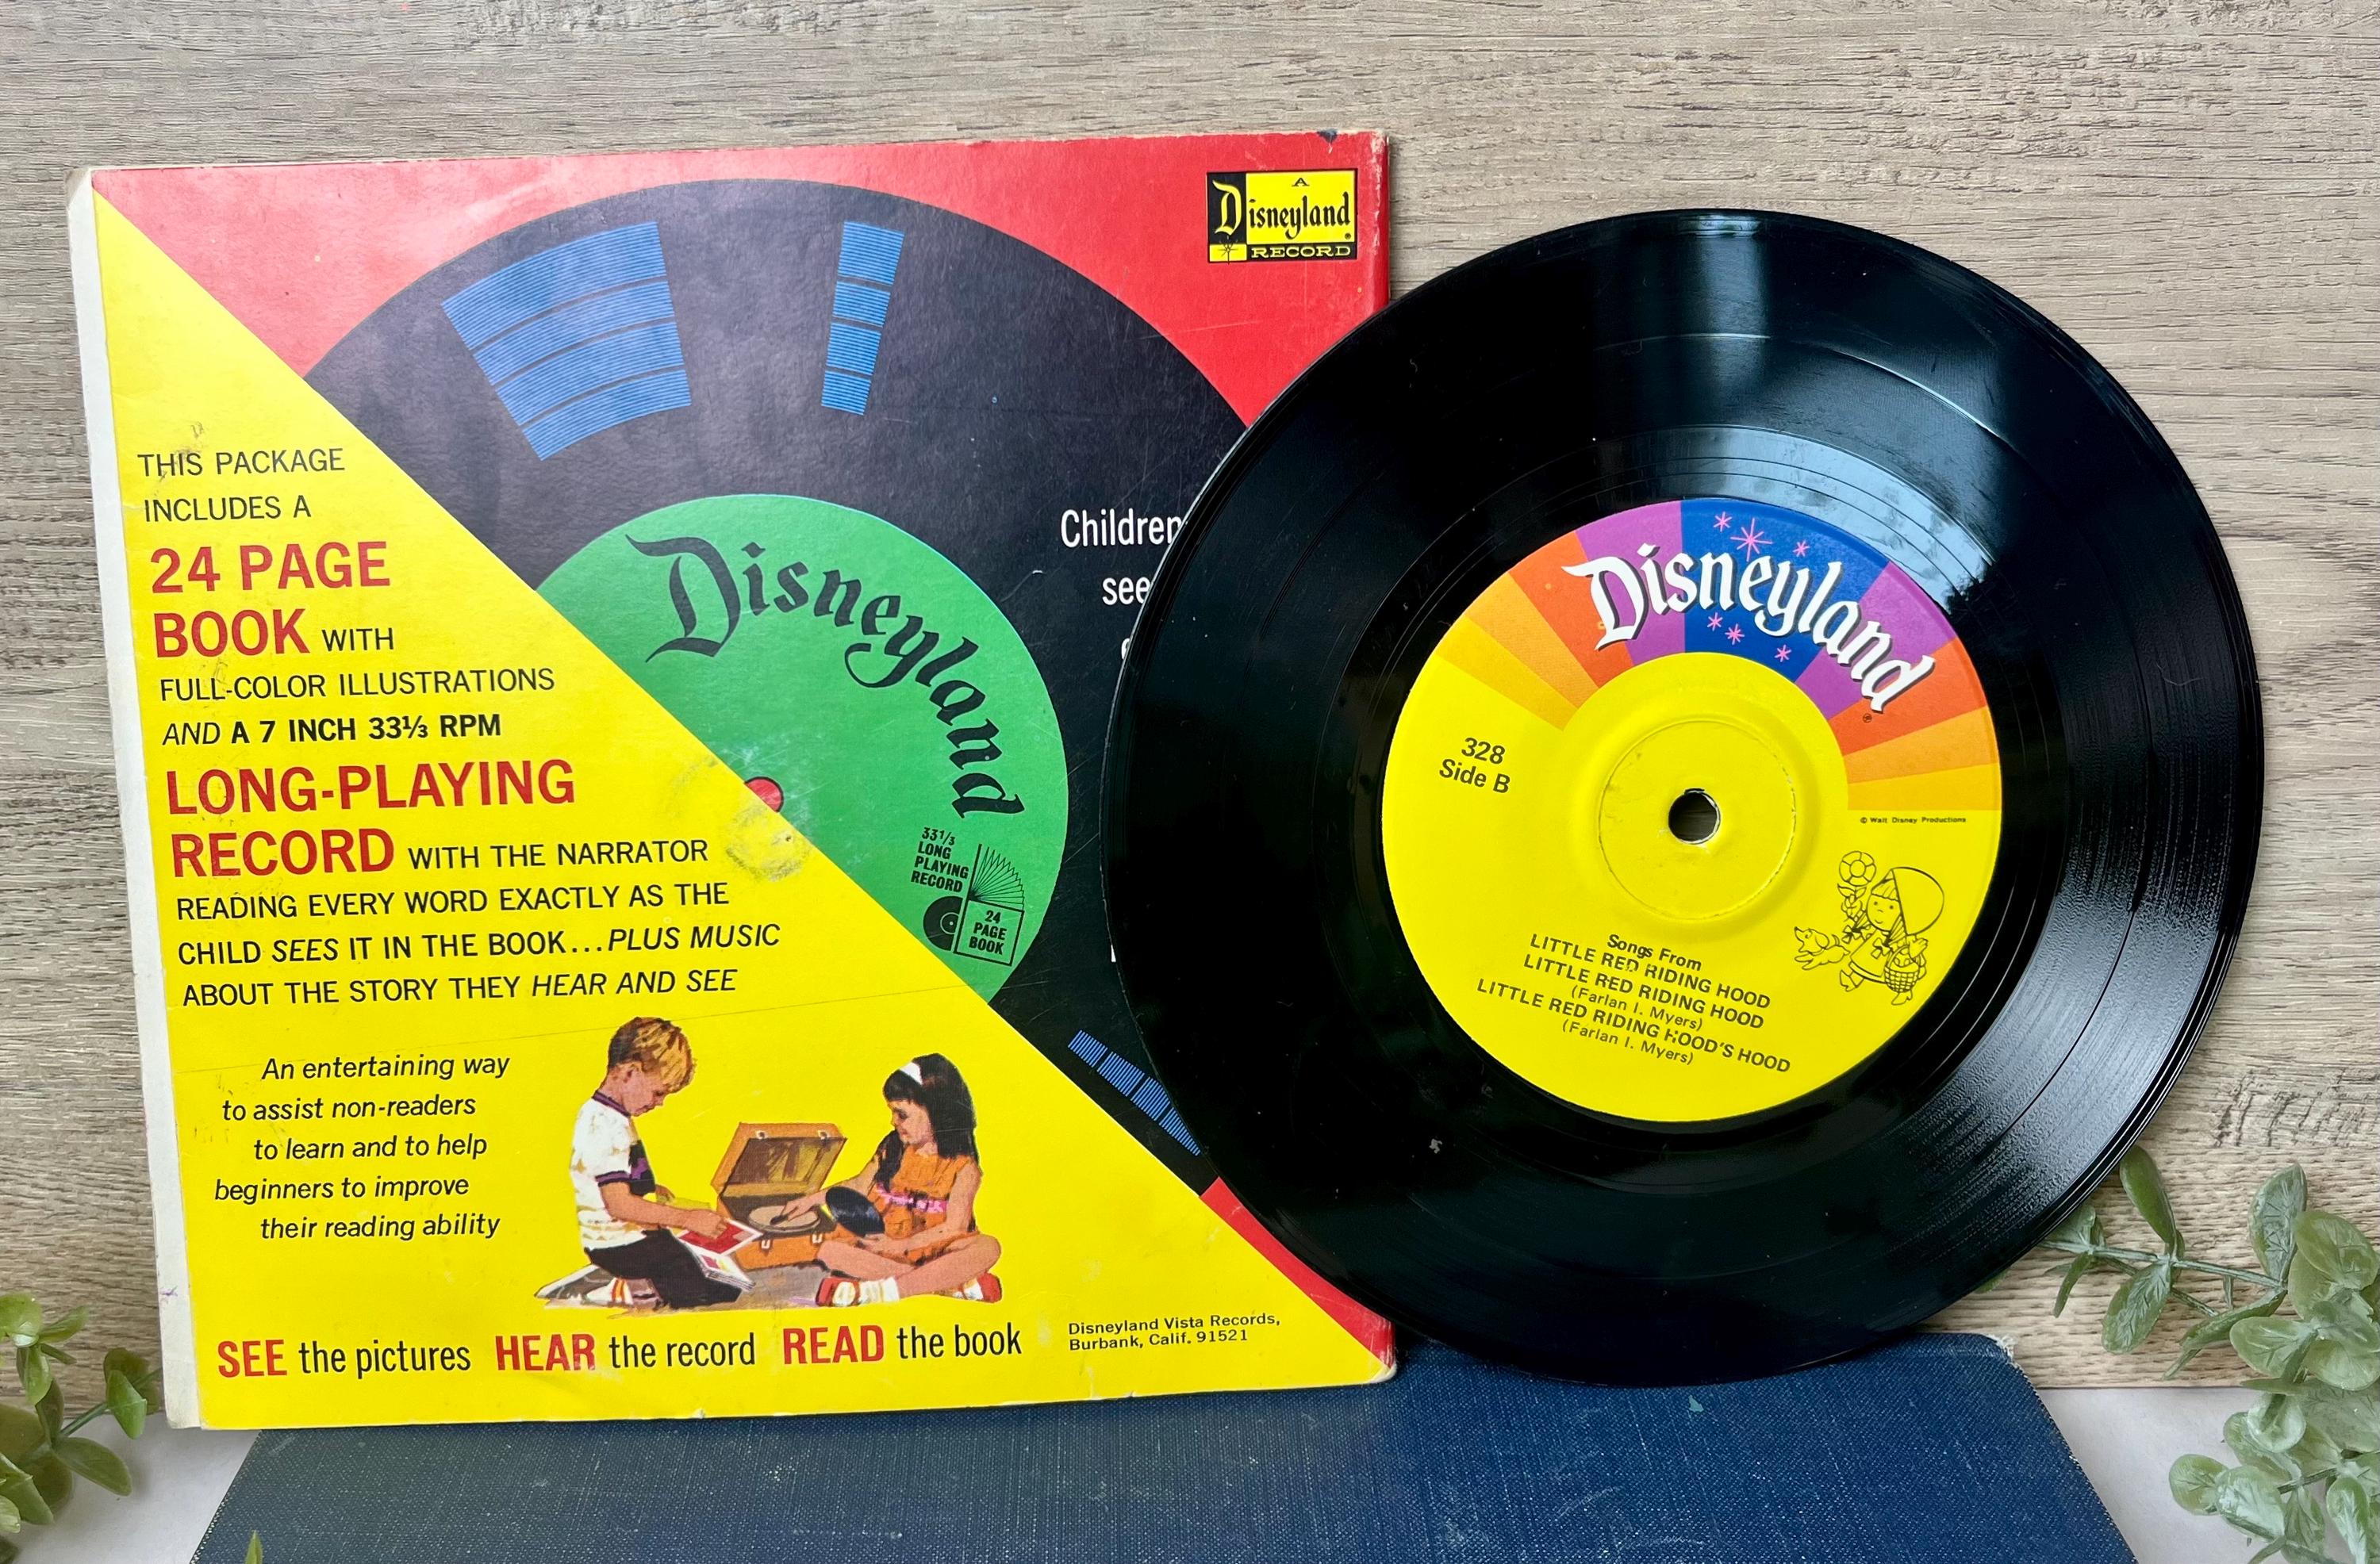 A
Disneyland
RECORD
THIS PACKAGE
INCLUDES A
24 PAGE
BOOK WITH
FULL-COLOR ILLUSTRATIONS
AND A 7 INCH 33⅓ RPM
LONG-PLAYING
RECORD WITH THE NARRATOR
READING EVERY WORD EXACTLY AS THE
CHILD SEES IT IN THE BOOK...PLUS MUSIC
ABOUT THE STORY THEY HEAR AND SEE
An entertaining way
to assist non-readers
to learn and to help
beginners to improve
their reading ability
SEE the pictures HEAR the record READ the book
Disneyland Vista Records,
Burbank, Calif. 91521
Disneyland
33 1/3
LONG
PLAYING
RECORD
24
PAGE
BOOK
Children
see
Disneyland
®
328
Side B
© Walt Disney Productions
Songs From
LITTLE RED RIDING HOOD
LITTLE RED RIDING HOOD
(Farlan I. Myers)
LITTLE RED RIDING HOOD'S HOOD
(Farlan I. Myers)